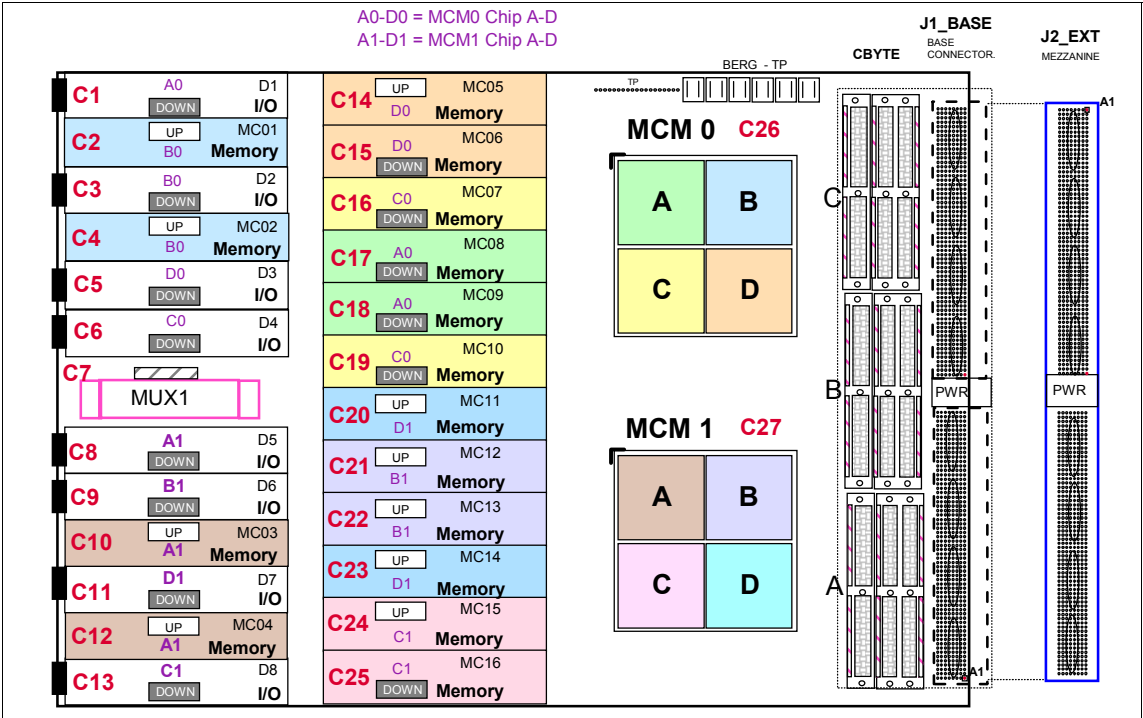 A0-D0 = MCM0 Chip A-D
A1-D1 = MCM1 Chip A-D
J1_BASE
BASE
CONNECTOR.
J2_EXT
MEZZANINE
CBYTE
BERG - TP
TP
C1
A0
DOWN
D1
I/O
C2
UP
B0
MC01
Memory
C3
B0
DOWN
D2
I/O
C4
UP
B0
MC02
Memory
C5
D0
DOWN
D3
I/O
C6
C0
DOWN
D4
I/O
C7
MUX1
C8
A1
DOWN
D5
I/O
C9
B1
DOWN
D6
I/O
C10
UP
A1
MC03
Memory
C11
D1
DOWN
D7
I/O
C12
UP
A1
MC04
Memory
C13
C1
DOWN
D8
I/O
C14
UP
D0
MC05
Memory
C15
D0
DOWN
MC06
Memory
C16
C0
DOWN
MC07
Memory
C17
A0
DOWN
MC08
Memory
C18
A0
DOWN
MC09
Memory
C19
C0
DOWN
MC10
Memory
C20
UP
D1
MC11
Memory
C21
UP
B1
MC12
Memory
C22
UP
B1
MC13
Memory
C23
UP
D1
MC14
Memory
C24
UP
C1
MC15
Memory
C25
C1
DOWN
MC16
Memory
MCM 0 C26
A B
C D
MCM 1 C27
A B
C D
C
B
A
PWR
A1
A1
PWR